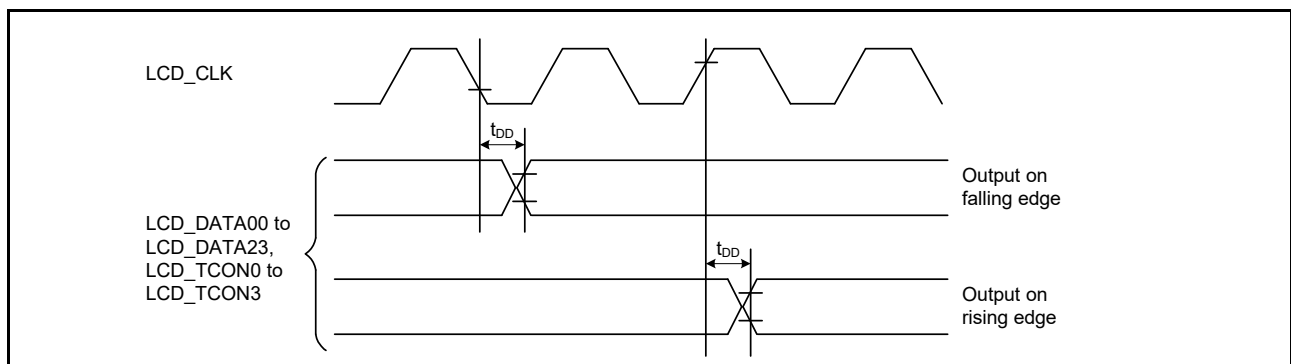 LCD_CLK
tDD
Output on
falling edge
LCD_DATA00 to
LCD_DATA23,
LCD_TCON0 to
LCD_TCON3
tDD
Output on
rising edge